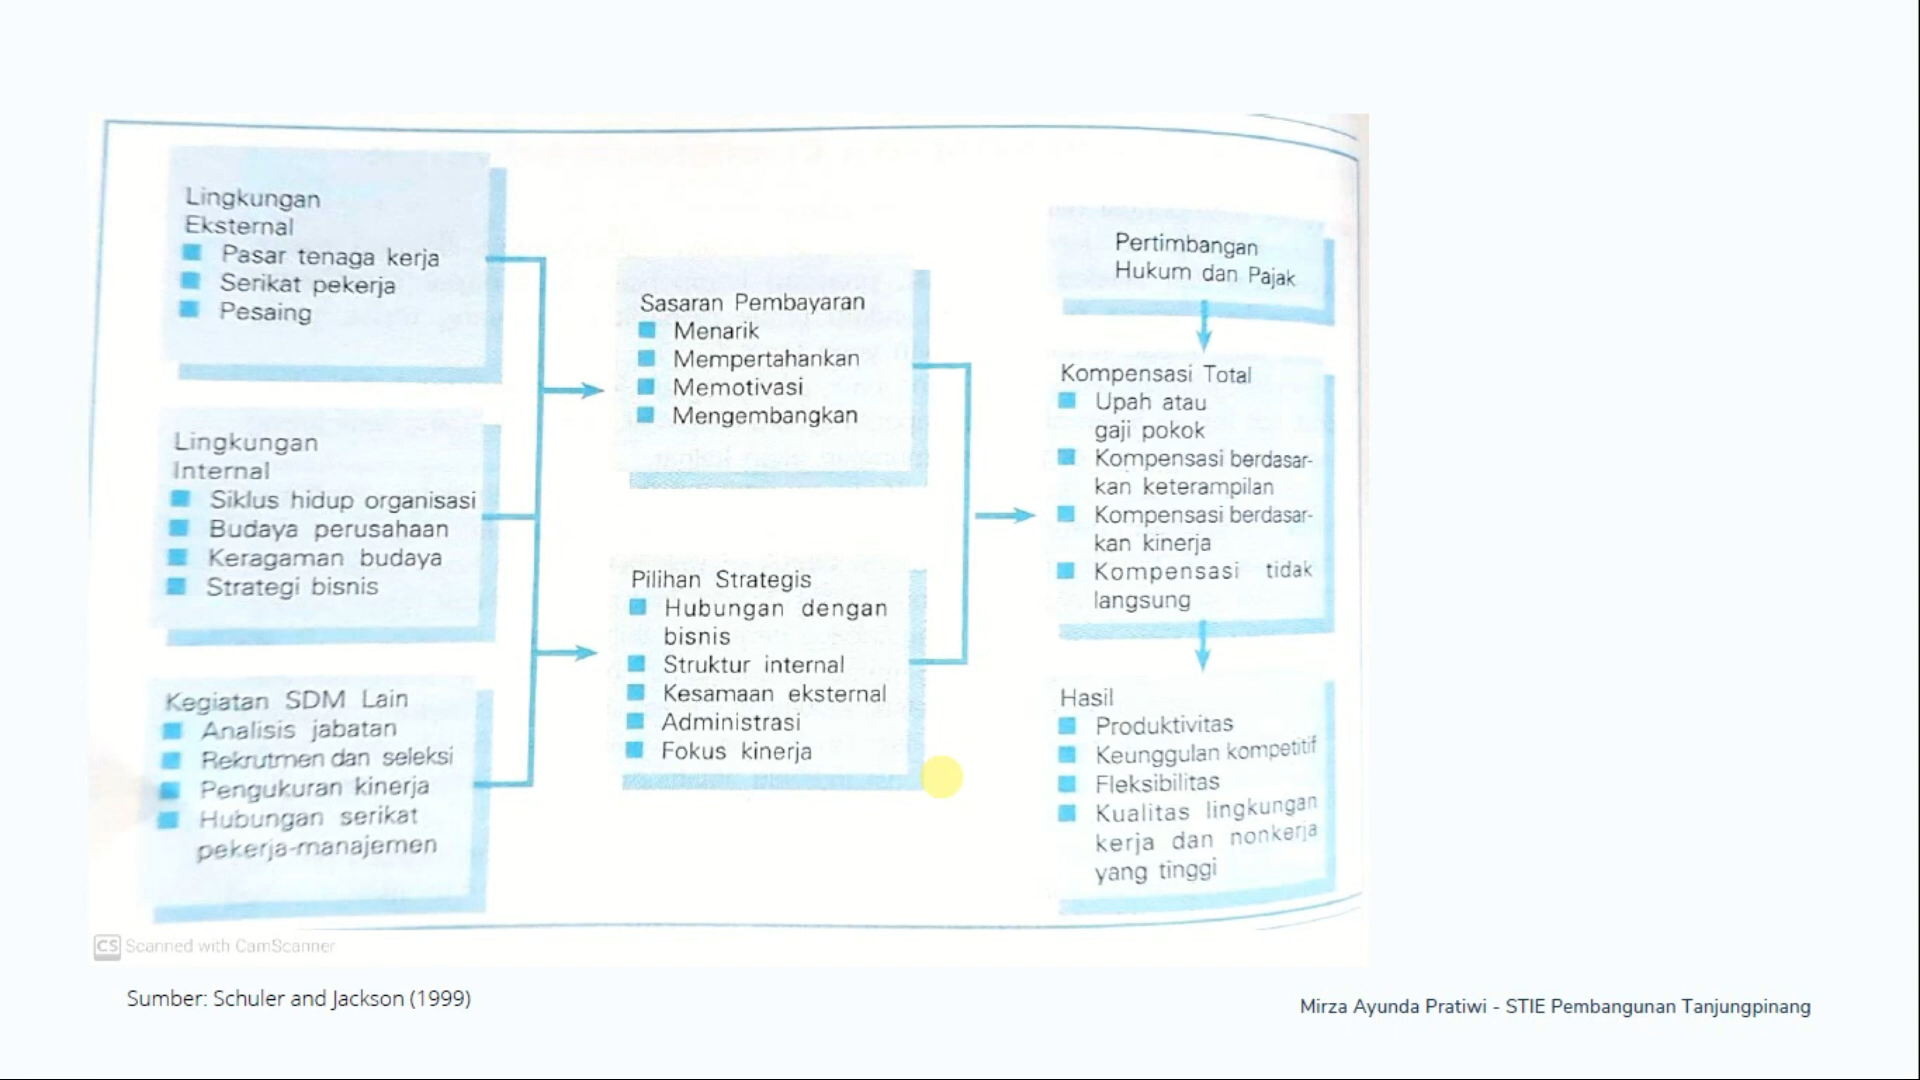 Lingkungan
Eksternal
Pasar tenaga kerja
Serikat pekerja
Pesaing
Lingkungan
Internal
Siklus hidup organisasi
Budaya perusahaan
Keragaman budaya
Strategi bisnis
Kegiatan SDM Lain
Analisis jabatan
Rekrutmen dan seleksi
Pengukuran kinerja
Hubungan serikat
pekerja-manajemen
Sasaran Pembayaran
Menarik
Mempertahankan
Memotivasi
Mengembangkan
Pilihan Strategis
Hubungan dengan
bisnis
Struktur internal
Kesamaan eksternal
Administrasi
Fokus kinerja
Pertimbangan
Hukum dan Pajak
Kompensasi Total
Upah atau
gaji pokok
Kompensasi berdasar-
kan keterampilan
Kompensasi berdasar-
kan kinerja
Kompensasi tidak
langsung
Hasil
Produktivitas
Keunggulan kompetitif
Fleksibilitas
Kualitas lingkungan
kerja dan nonkerja
yang tinggi
CS Scanned with CamScanner
Sumber: Schuler and Jackson (1999)
Mirza Ayunda Pratiwi - STIE Pembangunan Tanjungpinang